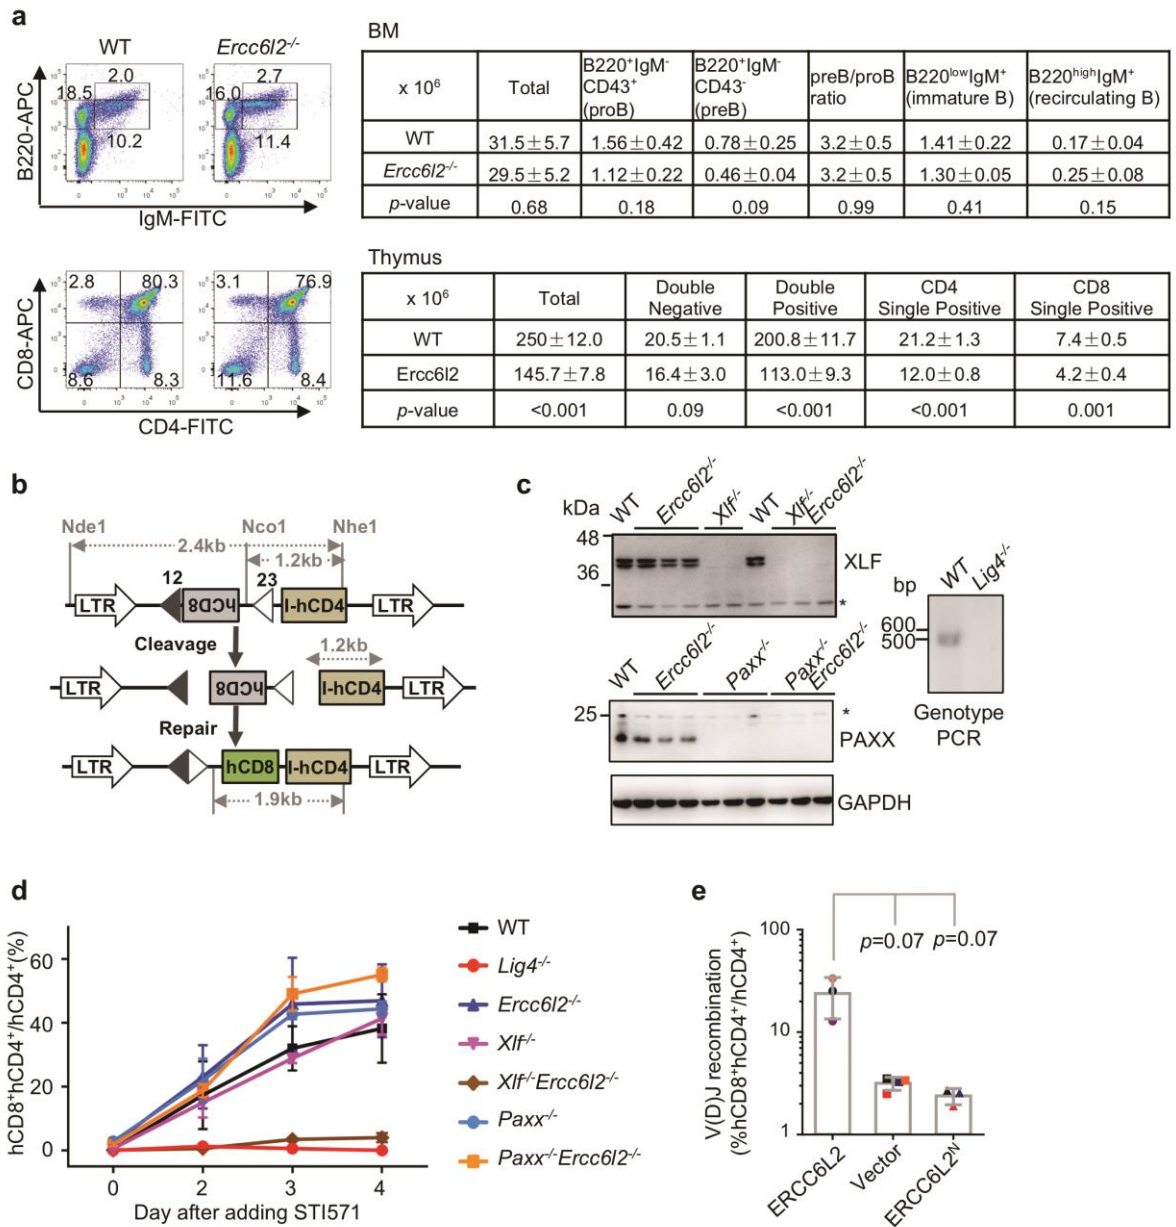 a
WT
Ercc6l2-/-
2.0
18.5
10.2
2.7
16.0
11.4
B220-APC
IgM-FITC
BM
x 10⁶ Total B220⁺IgM⁻ CD43⁺ (proB) B220⁺IgM⁻ CD43⁻ (preB) preB/proB ratio B220lowIgM⁺ (immature B) B220highIgM⁺ (recirculating B)
WT 31.5±5.7 1.56±0.42 0.78±0.25 3.2±0.5 1.41±0.22 0.17±0.04
Ercc6l2-/- 29.5±5.2 1.12±0.22 0.46±0.04 3.2±0.5 1.30±0.05 0.25±0.08
p-value 0.68 0.18 0.09 0.99 0.41 0.15
2.8 80.3
8.6 8.3
3.1 76.9
11.6 8.4
CD8-APC
CD4-FITC
Thymus
x 10⁶ Total Double Negative Double Positive CD4 Single Positive CD8 Single Positive
WT 250±12.0 20.5±1.1 200.8±11.7 21.2±1.3 7.4±0.5
Ercc6l2 145.7±7.8 16.4±3.0 113.0±9.3 12.0±0.8 4.2±0.4
p-value <0.001 0.09 <0.001 <0.001 0.001
b
Nde1 Nco1 Nhe1
2.4kb
1.2kb
12 23
LTR hCD8 I-hCD4 LTR
Cleavage
1.2kb
LTR hCD8 I-hCD4 LTR
Repair
LTR hCD8 I-hCD4 LTR
1.9kb
c
kDa
WT Ercc6l2-/- Xlf-/- WT Xlf-/- Ercc6l2-/-
48
36
XLF
*
WT Ercc6l2-/- Paxx-/- Paxx-/- Ercc6l2-/-
25
*
PAXX
GAPDH
bp
WT Lig4-/-
600
500
Genotype
PCR
d
hCD8⁺hCD4⁺/hCD4⁺(%)
60
40
20
0
0 2 3 4
Day after adding STI571
WT
Lig4-/-
Ercc6l2-/-
Xlf-/-
Xlf-/-Ercc6l2-/-
Paxx-/-
Paxx-/-Ercc6l2-/-
e
p=0.07 p=0.07
V(D)J recombination
(%hCD8⁺hCD4⁺/hCD4⁺)
100
10
1
ERCC6L2 Vector ERCC6L2N